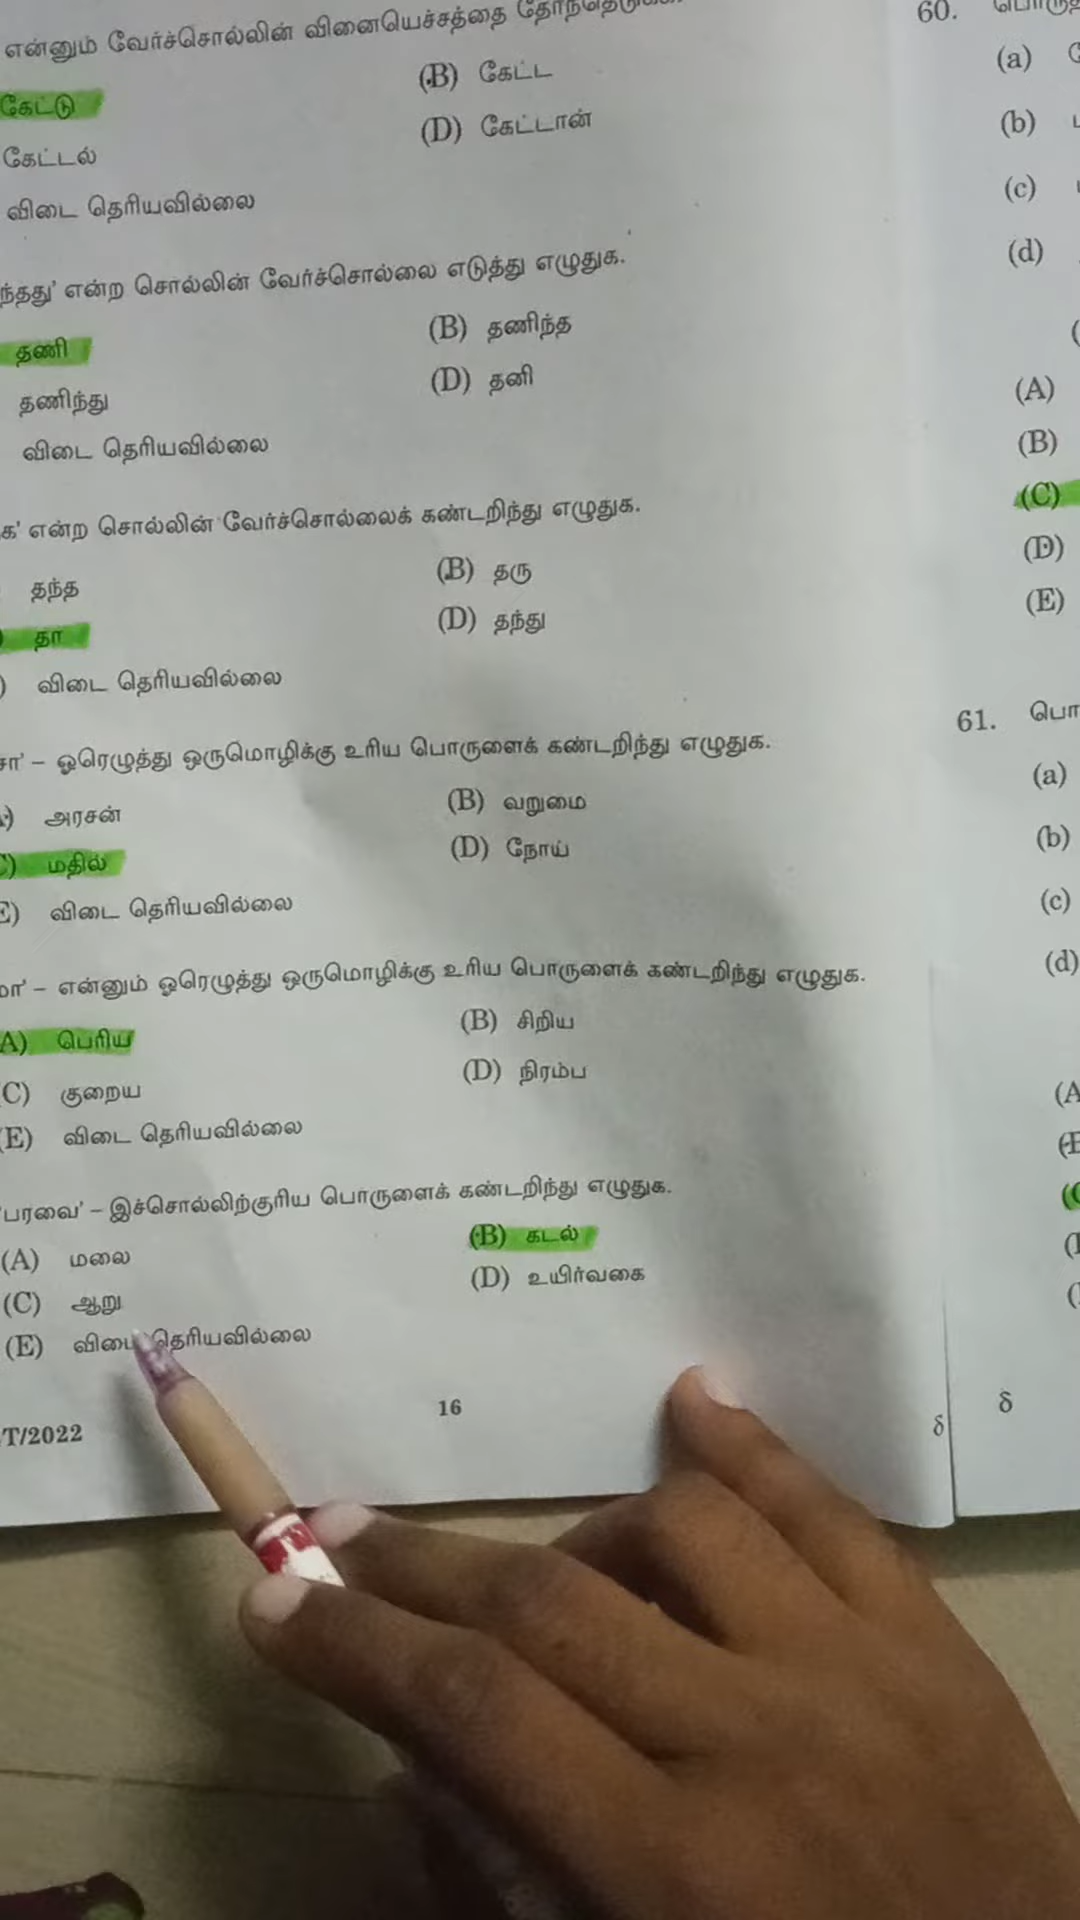 என்னும் வேர்ச்சொல்லின் வினையெச்சத்தை
கேட்டு
(B) கேட்ட
கேட்டல்
(D) கேட்டான்
விடை தெரியவில்லை
ந்தது' என்ற சொல்லின் வேர்ச்சொல்லை எடுத்து எழுதுக.
தணி
(B) தணிந்த
தணிந்து
(D) தனி
விடை தெரியவில்லை
க' என்ற சொல்லின் வேர்ச்சொல்லைக் கண்டறிந்து எழுதுக.
தந்த
(B) தரு
) தா
(D) தந்து
) விடை தெரியவில்லை
– ஓரெழுத்து ஒருமொழிக்கு உரிய பொருளைக் கண்டறிந்து எழுதுக.
) அரசன்
(B) வறுமை
) மதில்
(D) நோய்
E) விடை தெரியவில்லை
மா' – என்னும் ஓரெழுத்து ஒருமொழிக்கு உரிய பொருளைக் கண்டறிந்து எழுதுக.
A) பெரிய
(B) சிறிய
(C) குறைய
(D) நிரம்ப
(E) விடை தெரியவில்லை
'பரவை' – இச்சொல்லிற்குரிய பொருளைக் கண்டறிந்து எழுதுக.
(A) மலை
(B) கடல்
(C) ஆறு
(D) உயிர்வகை
(E) விடை தெரியவில்லை
T/2022
16
δ
60.
(a)
(b)
(c)
(d)
(A)
(B)
(C)
(D)
(E)
61.
(a)
(b)
(c)
(d)
(A
δ